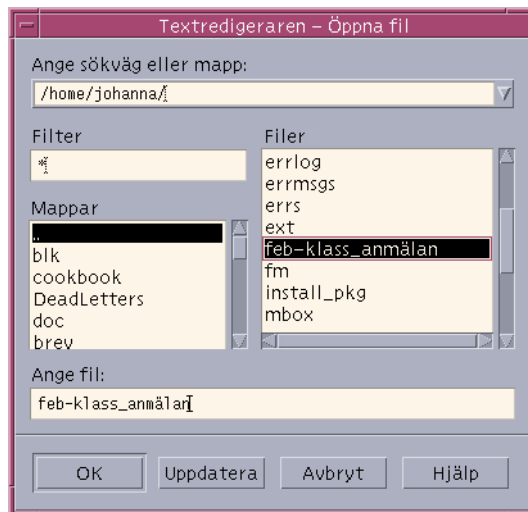 Textredigeraren – Öppna fil
Ange sökväg eller mapp:
/home/johanna/
Filter
*
Mappar
..
blk
cookbook
DeadLetters
doc
brev
Filer
errlog
errmsgs
errs
ext
feb-klass_anmälan
fm
install_pkg
mbox
Ange fil:
feb-klass_anmälan
OK
Uppdatera
Avbryt
Hjälp